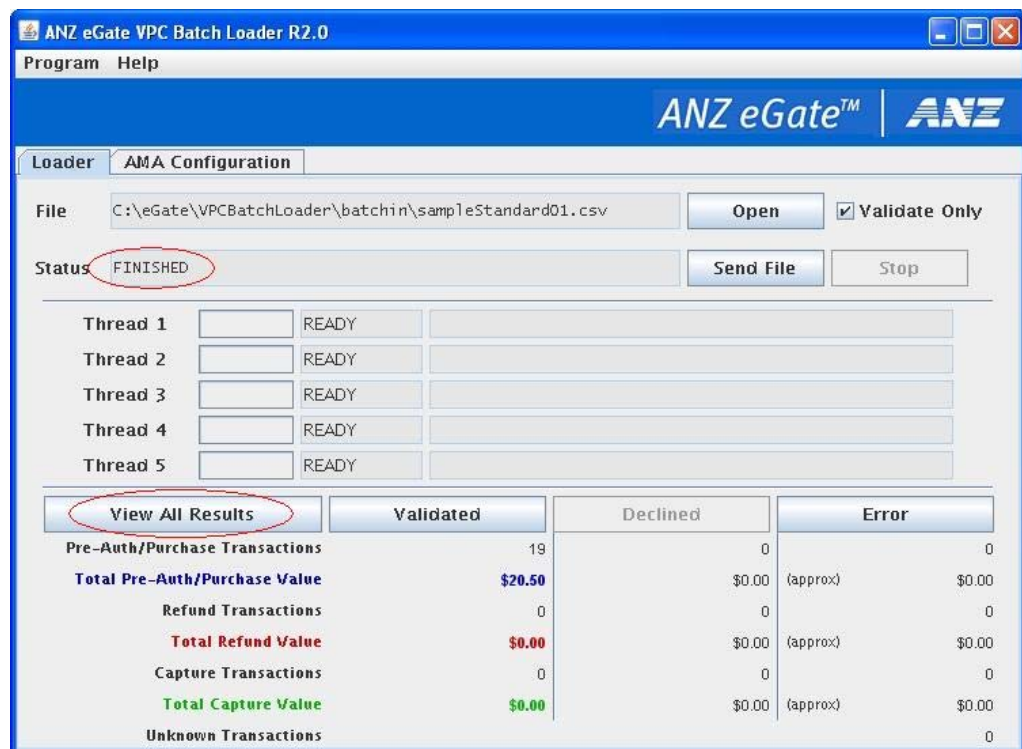 ANZ eGate VPC Batch Loader R2.0
Program Help
ANZ eGate™ ANZ
Loader AMA Configuration
File C:\eGate\VPCBatchLoader\batchin\sampleStandard01.csv Open Validate Only
Status FINISHED Send File Stop
Thread 1 READY
Thread 2 READY
Thread 3 READY
Thread 4 READY
Thread 5 READY
View All Results Validated Declined Error
Pre-Auth/Purchase Transactions 19 0 0
Total Pre-Auth/Purchase Value $20.50 $0.00 (approx) $0.00
Refund Transactions 0 0 0
Total Refund Value $0.00 $0.00 (approx) $0.00
Capture Transactions 0 0 0
Total Capture Value $0.00 $0.00 (approx) $0.00
Unknown Transactions 0